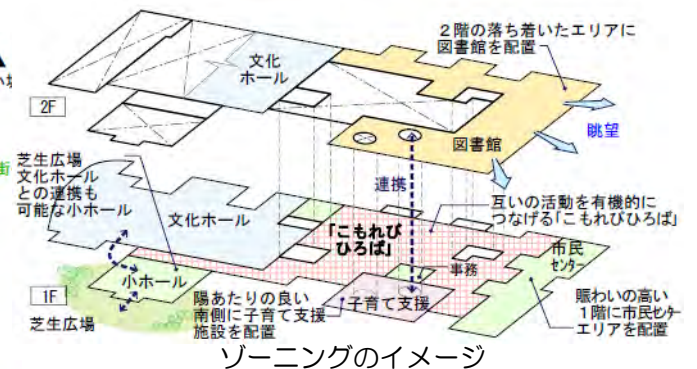 ２階の落ち着いたエリアに
図書館を配置
文化
ホール
2F
眺望
図書館
街
芝生広場
文化ホール
との連携も
可能な小ホール
連携
互いの活動を有機的に
つなげる「こもれびひろば」
文化ホール
「こもれび
ひろば」
市民
ｾﾝﾀｰ
事務
小ホール
1F
陽あたりの良い
南側に子育て支援
施設を配置
子育て支援
賑わいの高い
１階に市民ｾﾝﾀｰ
エリアを配置
芝生広場
ゾーニングのイメージ